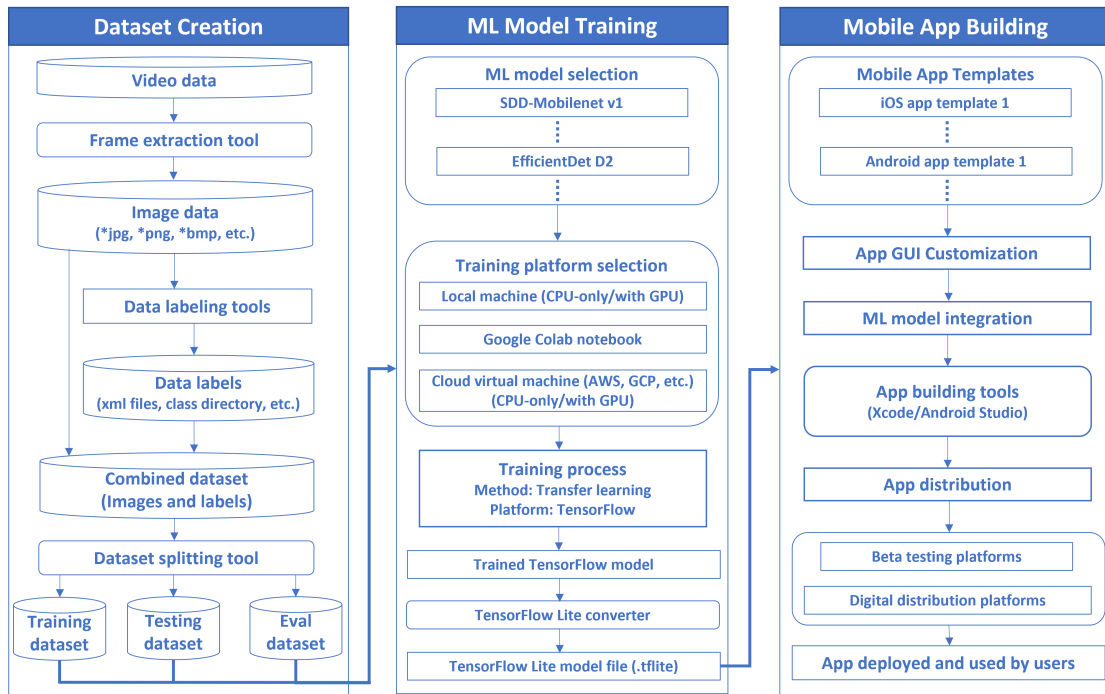 Dataset Creation
Video data
Frame extraction tool
Image data
(*jpg, *png, *bmp, etc.)
Data labeling tools
Data labels
(xml files, class directory, etc.)
Combined dataset
(Images and labels)
Dataset splitting tool
Training
dataset
Testing
dataset
Eval
dataset
ML Model Training
ML model selection
SDD-Mobilenet v1
EfficientDet D2
Training platform selection
Local machine (CPU-only/with GPU)
Google Colab notebook
Cloud virtual machine (AWS, GCP, etc.)
(CPU-only/with GPU)
Training process
Method: Transfer learning
Platform: TensorFlow
Trained TensorFlow model
TensorFlow Lite converter
TensorFlow Lite model file (.tflite)
Mobile App Building
Mobile App Templates
iOS app template 1
Android app template 1
App GUI Customization
ML model integration
App building tools
(Xcode/Android Studio)
App distribution
Beta testing platforms
Digital distribution platforms
App deployed and used by users